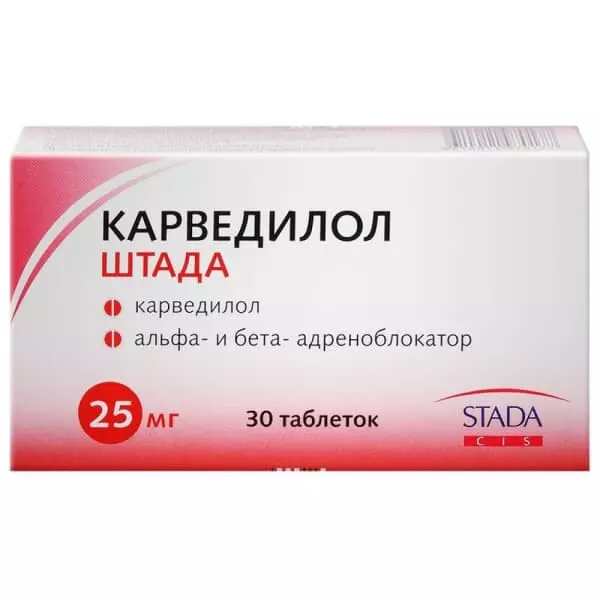 КАРВЕДИЛОЛ
ШТАДА
карведилол
альфа- и бета- адреноблокатор
25 мг
30 таблеток
STADA
CIS